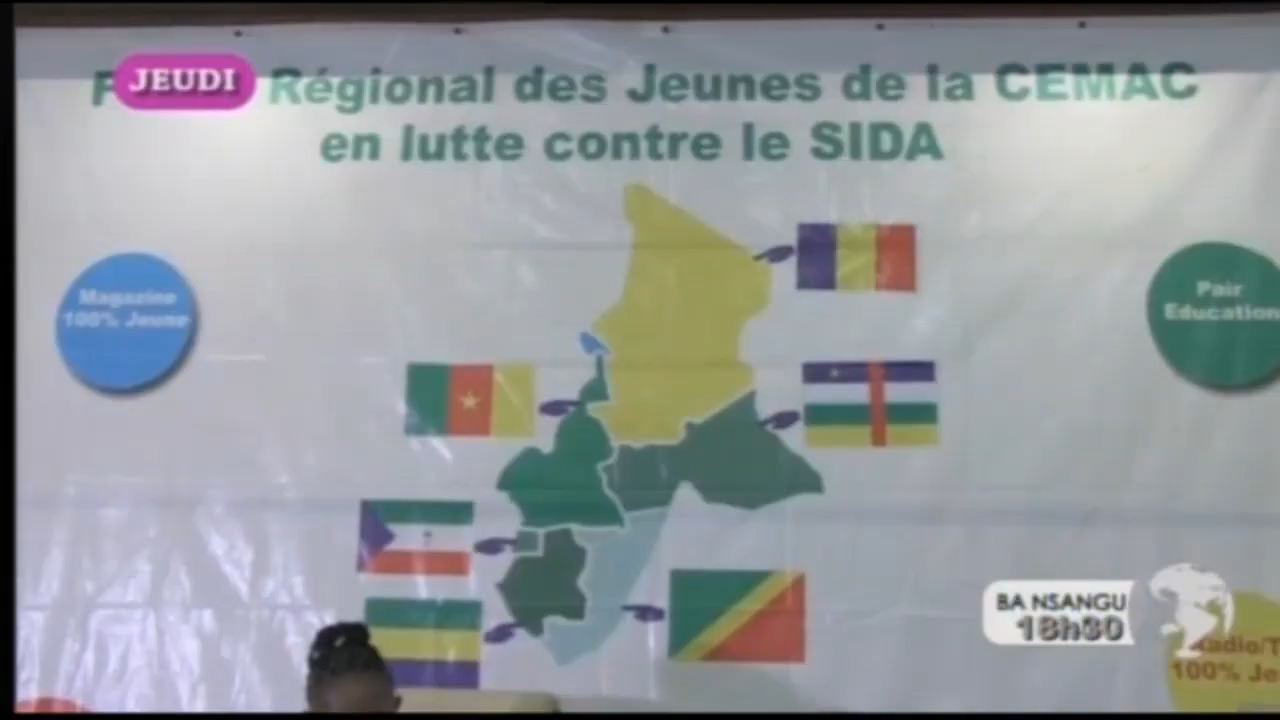 JEUDI
Régional des Jeunes de la CEMAC
en lutte contre le SIDA
Magazine
100% Jeune
Pair
Education
BA NSANGU
18h30
Radio/T
100% Je